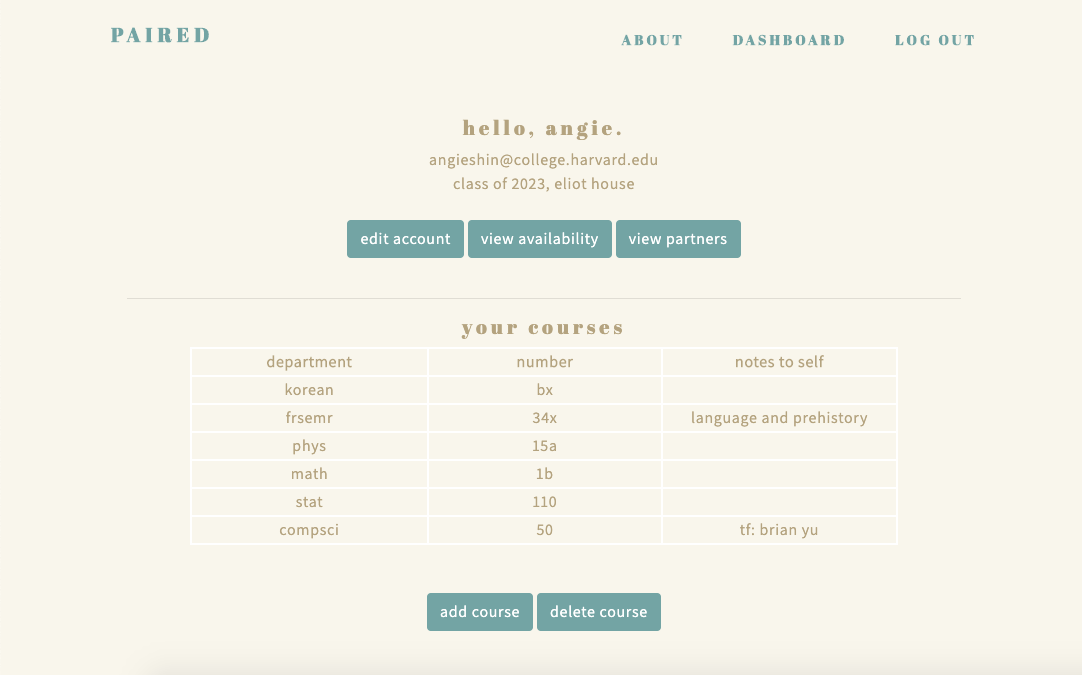 PAIRED
ABOUT DASHBOARD LOG OUT
hello, angie.
angieshin@college.harvard.edu
class of 2023, eliot house
edit account view availability view partners
your courses
department number notes to self
korean bx
frsemr 34x language and prehistory
phys 15a
math 1b
stat 110
compsci 50 tf: brian yu
add course delete course